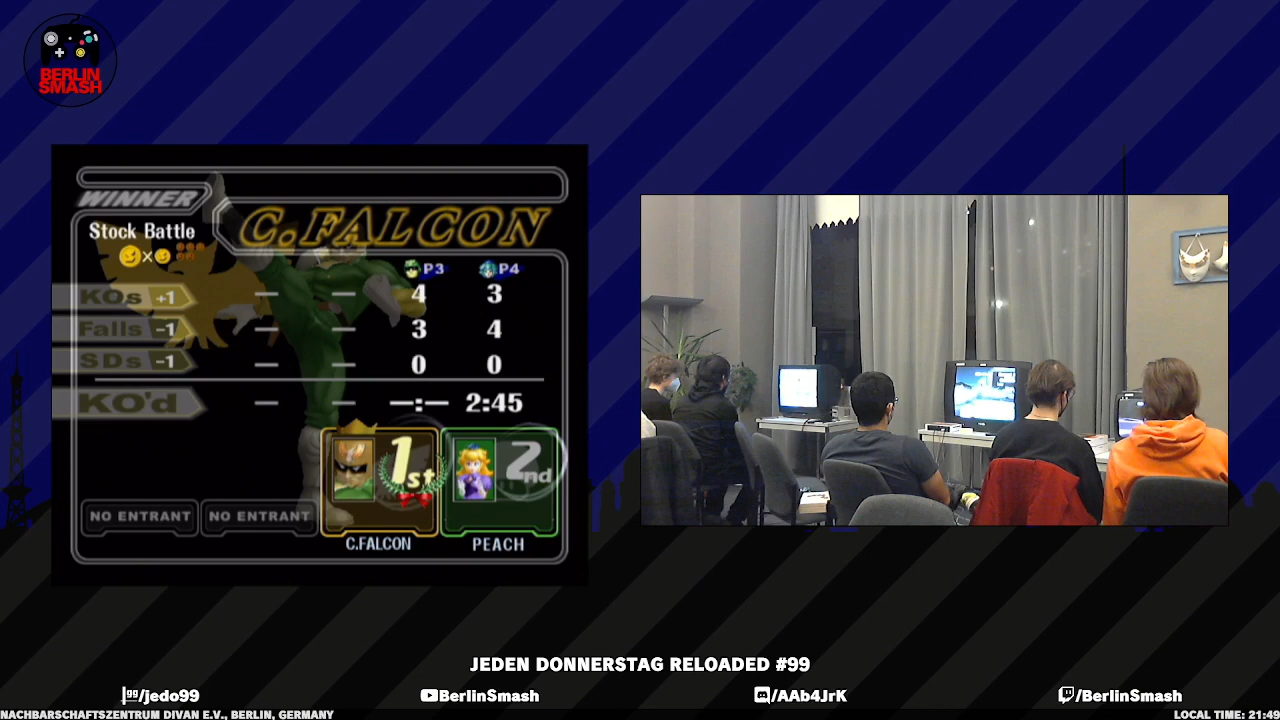 BERLIN
SMASH
WINNER
C.FALCON
Stock Battle
P3 P4
KOs +1 — — 4 3
Falls -1 — — 3 4
SDs -1 — — 0 0
KO'd — — —:— 2:45
1st
2nd
NO ENTRANT
NO ENTRANT
C.FALCON
PEACH
JEDEN DONNERSTAG RELOADED #99
gg/jedo99
BerlinSmash
/AAb4JrK
/BerlinSmash
NACHBARSCHAFTSZENTRUM DIVAN E.V., BERLIN, GERMANY
LOCAL TIME: 21:49